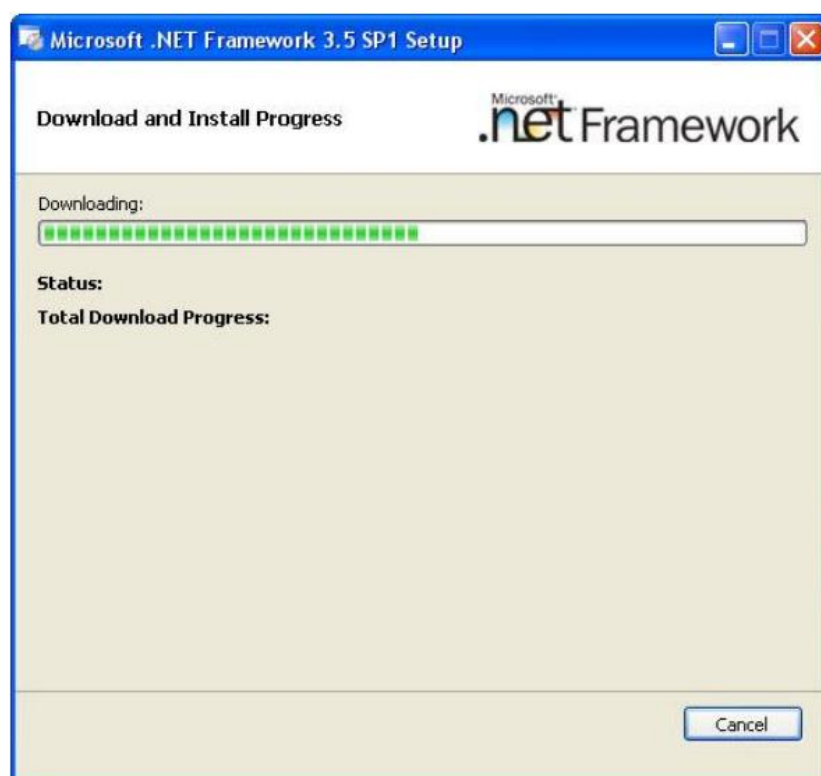 Microsoft .NET Framework 3.5 SP1 Setup
Download and Install Progress
Microsoft
.net Framework
Downloading:
Status:
Total Download Progress:
Cancel